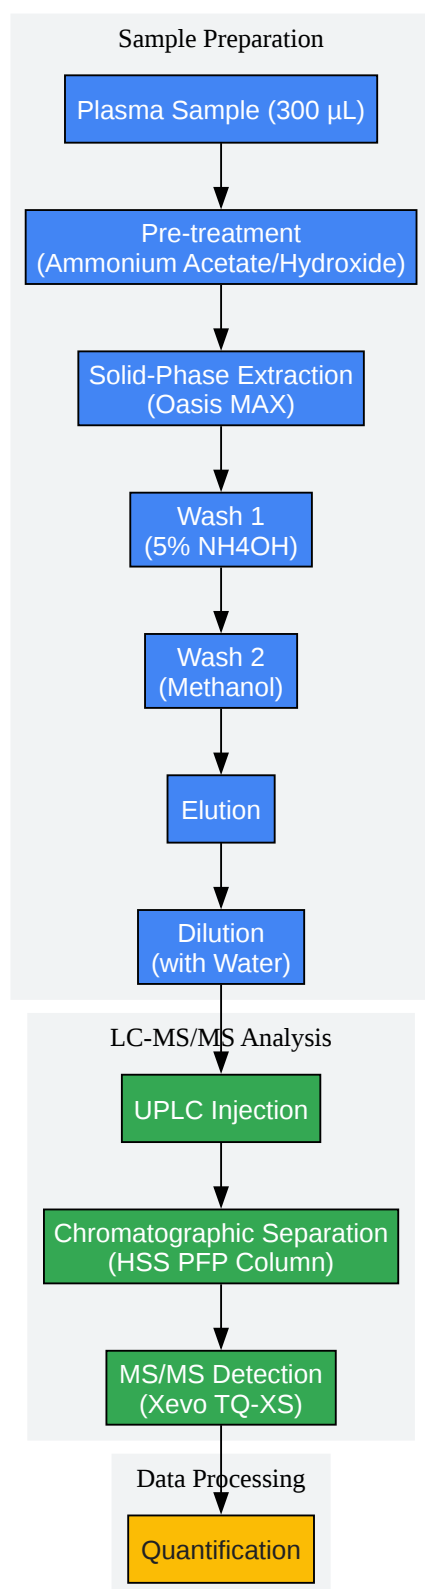 Sample Preparation
Plasma Sample (300 µL)
Pre-treatment
(Ammonium Acetate/Hydroxide)
Solid-Phase Extraction
(Oasis MAX)
Wash 1
(5% NH4OH)
Wash 2
(Methanol)
Elution
Dilution
(with Water)
LC-MS/MS Analysis
UPLC Injection
Chromatographic Separation
(HSS PFP Column)
MS/MS Detection
(Xevo TQ-XS)
Data Processing
Quantification